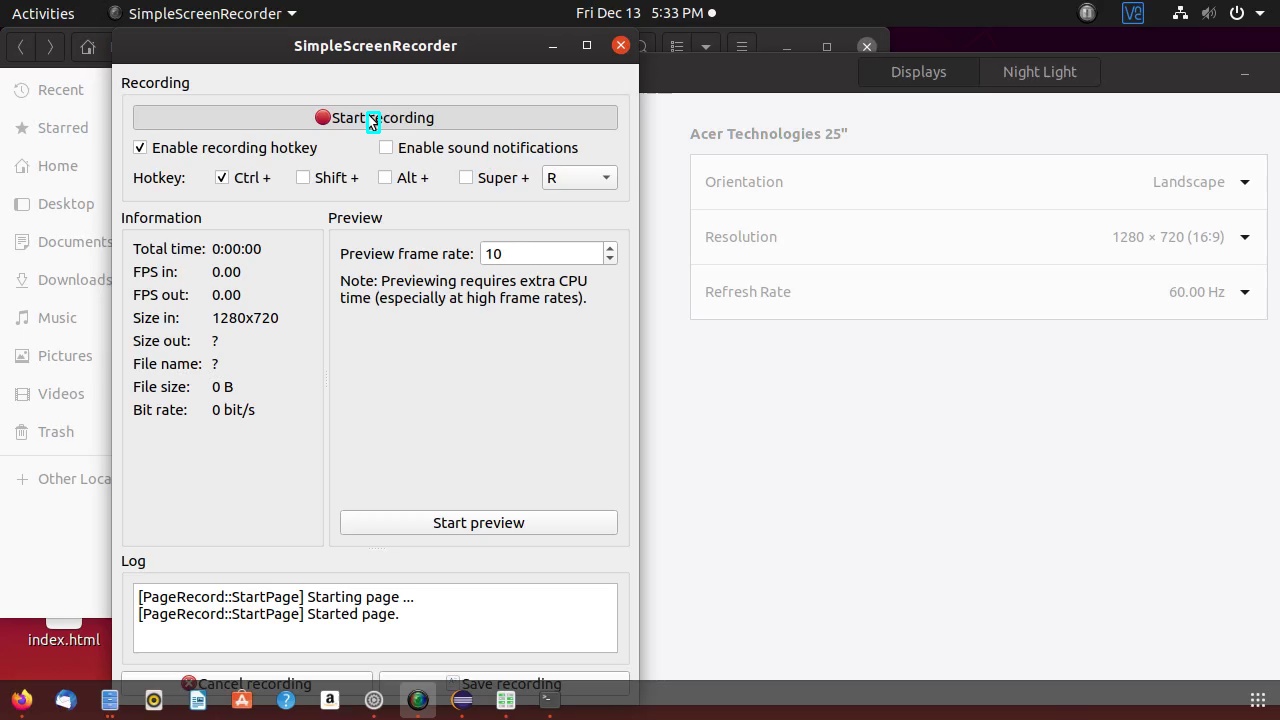 Activities
SimpleScreenRecorder
Fri Dec 13 5:33 PM
SimpleScreenRecorder
Displays
Night Light
Recent
Starred
Home
Desktop
Documents
Downloads
Music
Pictures
Videos
Trash
Other Loca
index.html
Recording
Start recording
Enable recording hotkey
Enable sound notifications
Hotkey: Ctrl + Shift + Alt + Super + R
Information
Total time: 0:00:00
FPS in: 0.00
FPS out: 0.00
Size in: 1280x720
Size out: ?
File name: ?
File size: 0 B
Bit rate: 0 bit/s
Preview
Preview frame rate: 10
Note: Previewing requires extra CPU
time (especially at high frame rates).
Start preview
Log
[PageRecord::StartPage] Starting page ...
[PageRecord::StartPage] Started page.
Cancel recording
Save recording
Acer Technologies 25"
Orientation Landscape
Resolution 1280 × 720 (16:9)
Refresh Rate 60.00 Hz